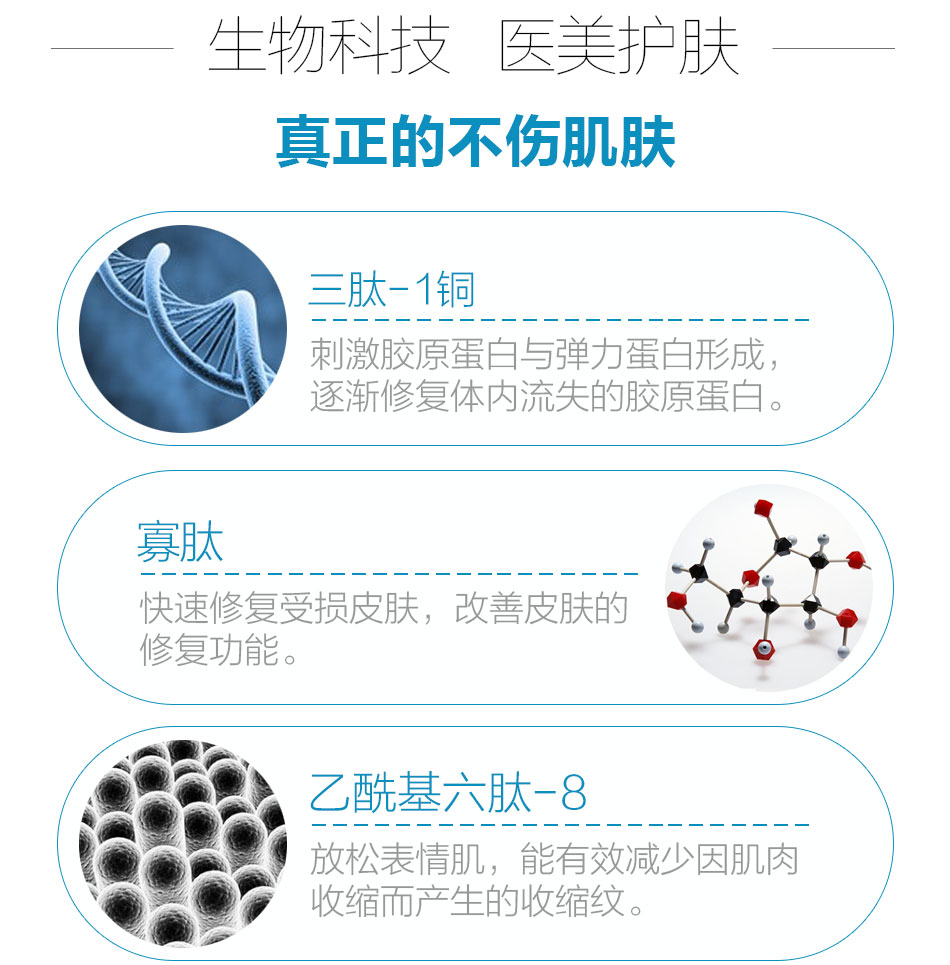 生物科技 医美护肤
真正的不伤肌肤
三肽-1铜
刺激胶原蛋白与弹力蛋白形成，
逐渐修复体内流失的胶原蛋白。
寡肽
快速修复受损皮肤，改善皮肤的
修复功能。
乙酰基六肽-8
放松表情肌，能有效减少因肌肉
收缩而产生的收缩纹。